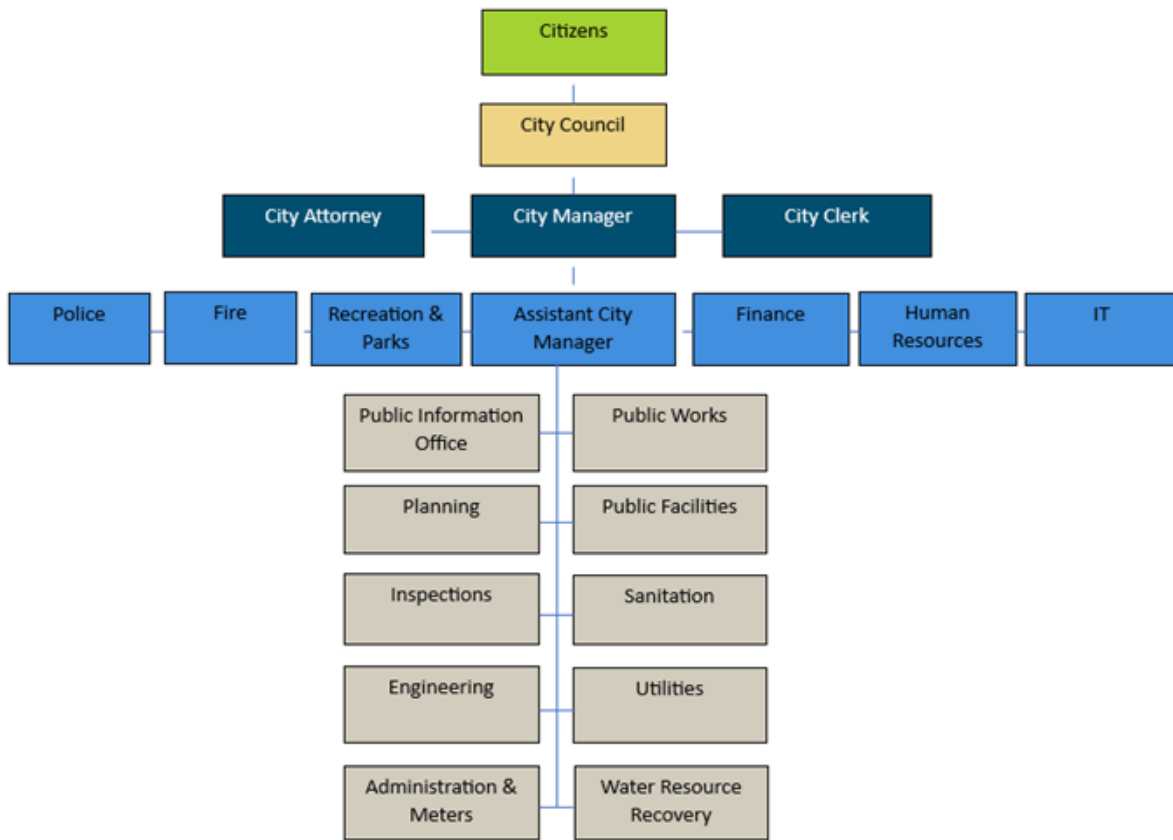 Citizens
City Council
City Attorney
City Manager
City Clerk
Police
Fire
Recreation &
Parks
Assistant City
Manager
Finance
Human
Resources
IT
Public Information
Office
Public Works
Planning
Public Facilities
Inspections
Sanitation
Engineering
Utilities
Administration &
Meters
Water Resource
Recovery